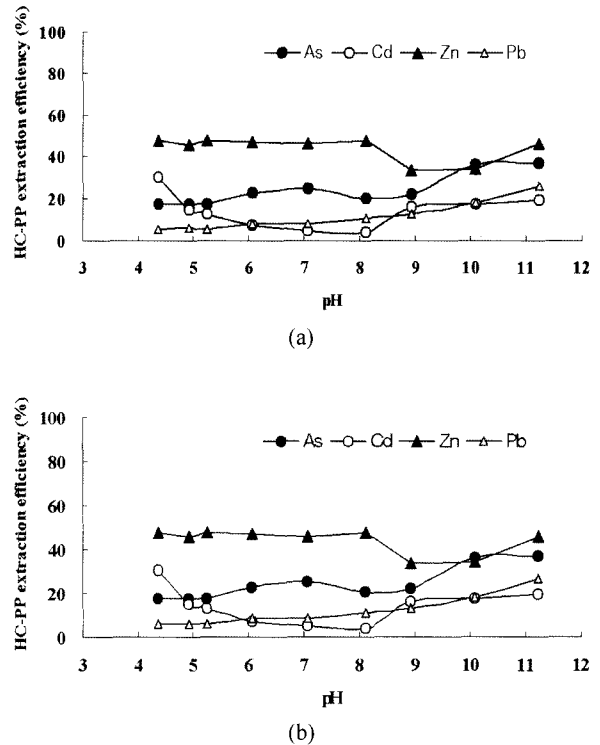 100
80
60
40
20
0
HC-PP extraction efficiency (%)
As Cd Zn Pb
3 4 5 6 7 8 9 10 11 12
pH
(a)
100
80
60
40
20
0
HC-PP extraction efficiency (%)
As Cd Zn Pb
3 4 5 6 7 8 9 10 11 12
pH
(b)